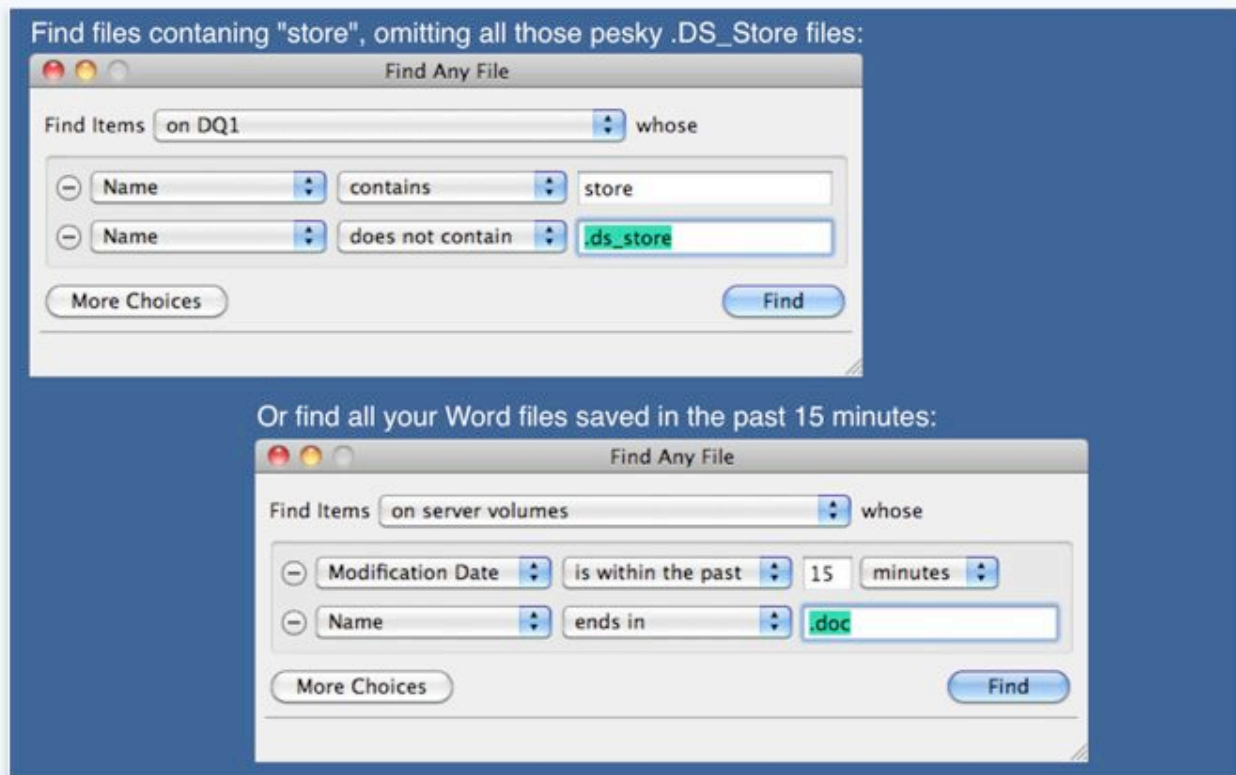 Find files contaning "store", omitting all those pesky .DS_Store files:
Find Any File
Find Items on DQ1 whose
Name contains store
Name does not contain .ds_store
More Choices Find
Or find all your Word files saved in the past 15 minutes:
Find Any File
Find Items on server volumes whose
Modification Date is within the past 15 minutes
Name ends in .doc
More Choices Find